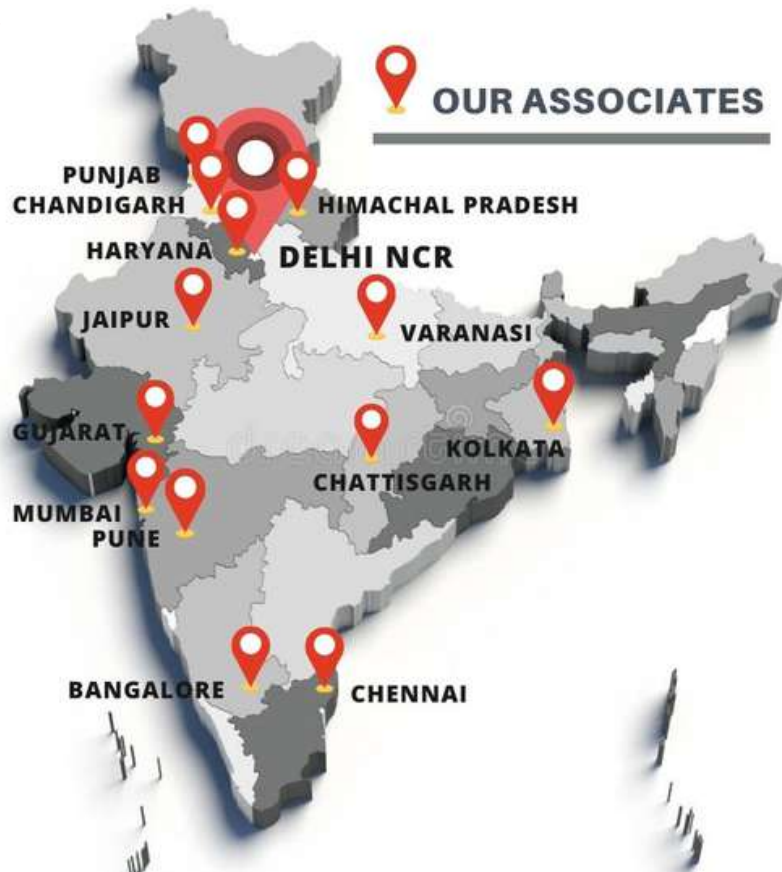 OUR ASSOCIATES
PUNJAB
CHANDIGARH
HIMACHAL PRADESH
HARYANA
DELHI NCR
JAIPUR
VARANASI
GUJARAT
KOLKATA
CHATTISGARH
MUMBAI
PUNE
BANGALORE
CHENNAI